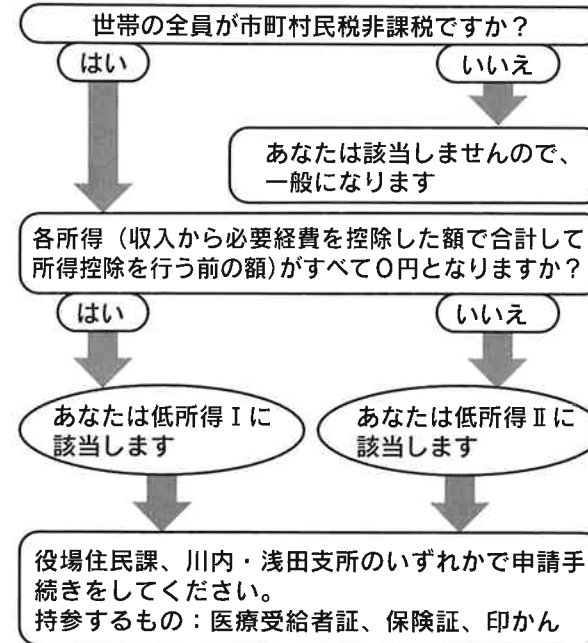 世帯の全員が市町村民税非課税ですか？
はい
いいえ
あなたは該当しませんので、
一般になります
各所得（収入から必要経費を控除した額で合計して
所得控除を行う前の額）がすべて０円となりますか？
はい
いいえ
あなたは低所得Ⅰに
該当します
あなたは低所得Ⅱに
該当します
役場住民課、川内・浅田支所のいずれかで申請手
続きをしてください。
持参するもの：医療受給者証、保険証、印かん